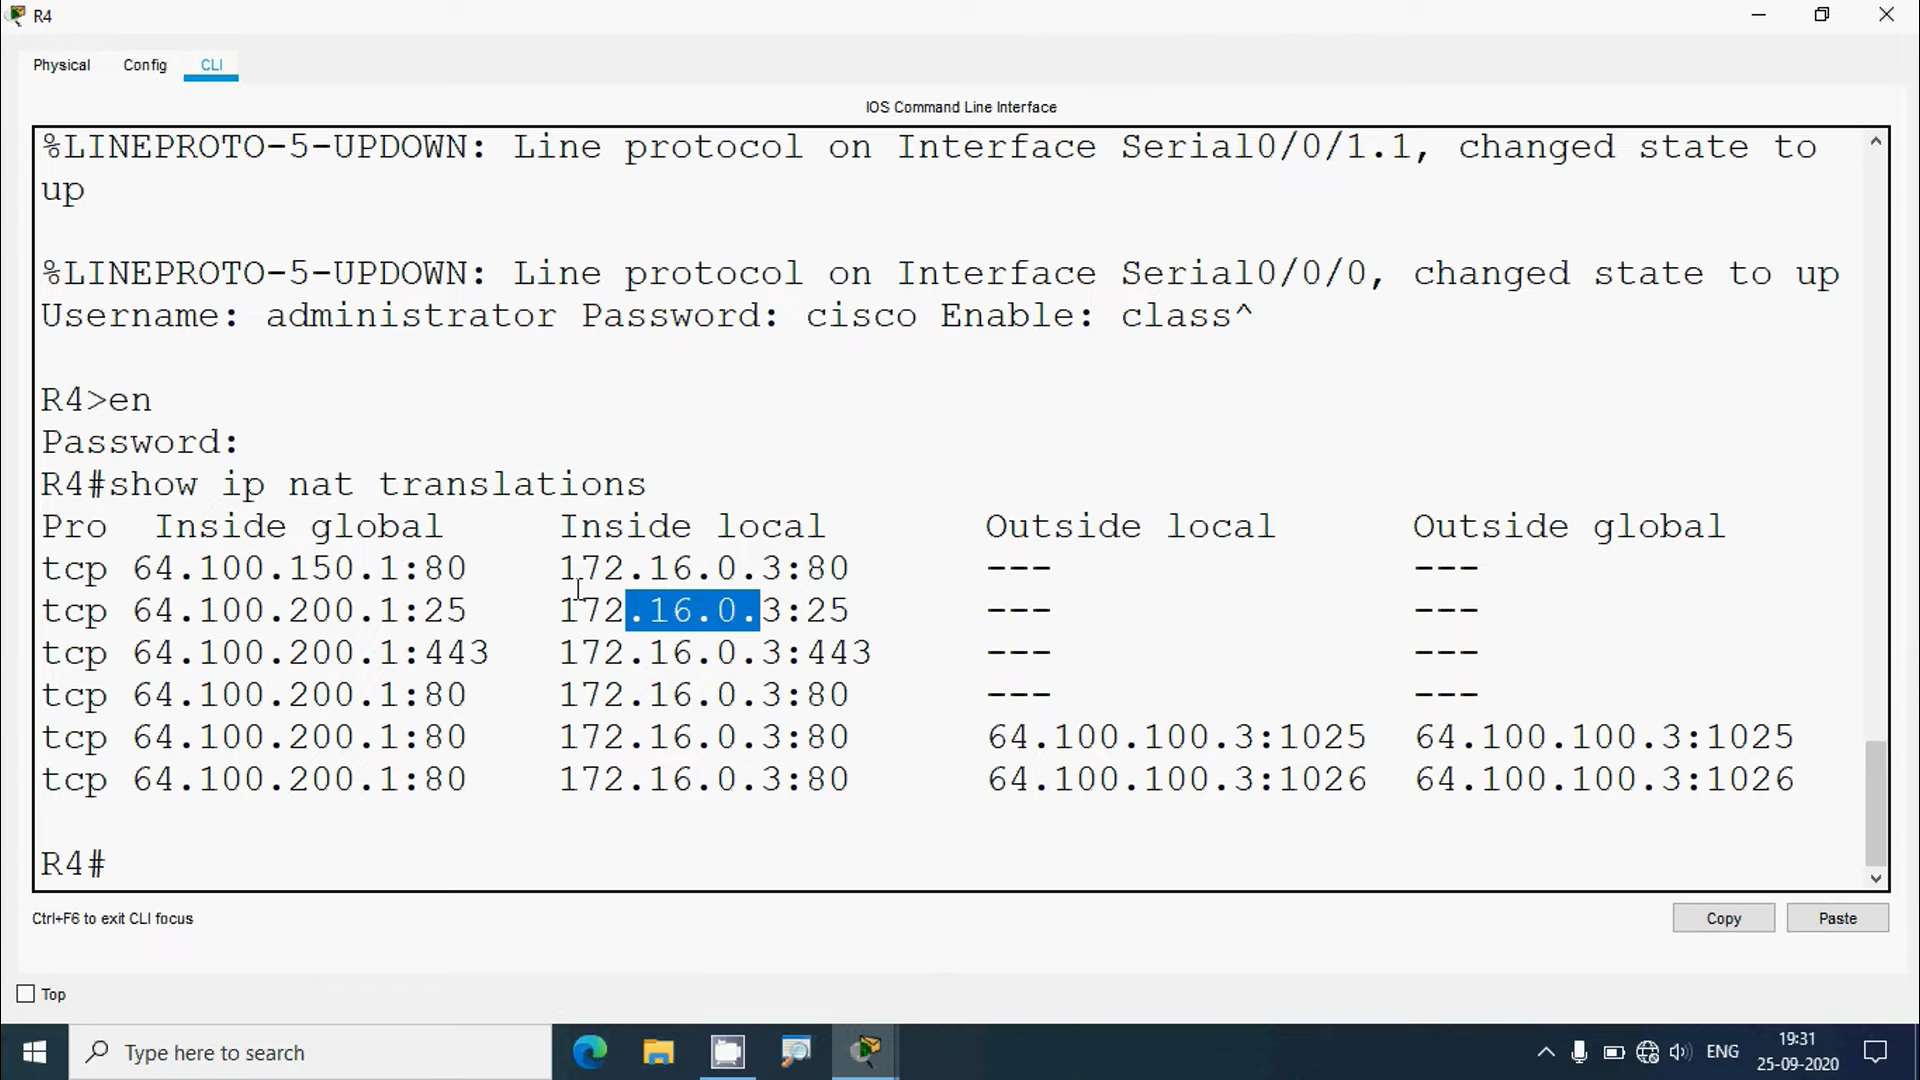 R4
Physical Config CLI
IOS Command Line Interface
%LINEPROTO-5-UPDOWN: Line protocol on Interface Serial0/0/1.1, changed state to
up
%LINEPROTO-5-UPDOWN: Line protocol on Interface Serial0/0/0, changed state to up
Username: administrator Password: cisco Enable: class^
R4>en
Password:
R4#show ip nat translations
Pro Inside global Inside local Outside local Outside global
tcp 64.100.150.1:80 172.16.0.3:80 --- ---
tcp 64.100.200.1:25 172.16.0.3:25 --- ---
tcp 64.100.200.1:443 172.16.0.3:443 --- ---
tcp 64.100.200.1:80 172.16.0.3:80 --- ---
tcp 64.100.200.1:80 172.16.0.3:80 64.100.100.3:1025 64.100.100.3:1025
tcp 64.100.200.1:80 172.16.0.3:80 64.100.100.3:1026 64.100.100.3:1026
R4#
Ctrl+F6 to exit CLI focus
Copy Paste
Top
Type here to search
ENG
19:31
25-09-2020